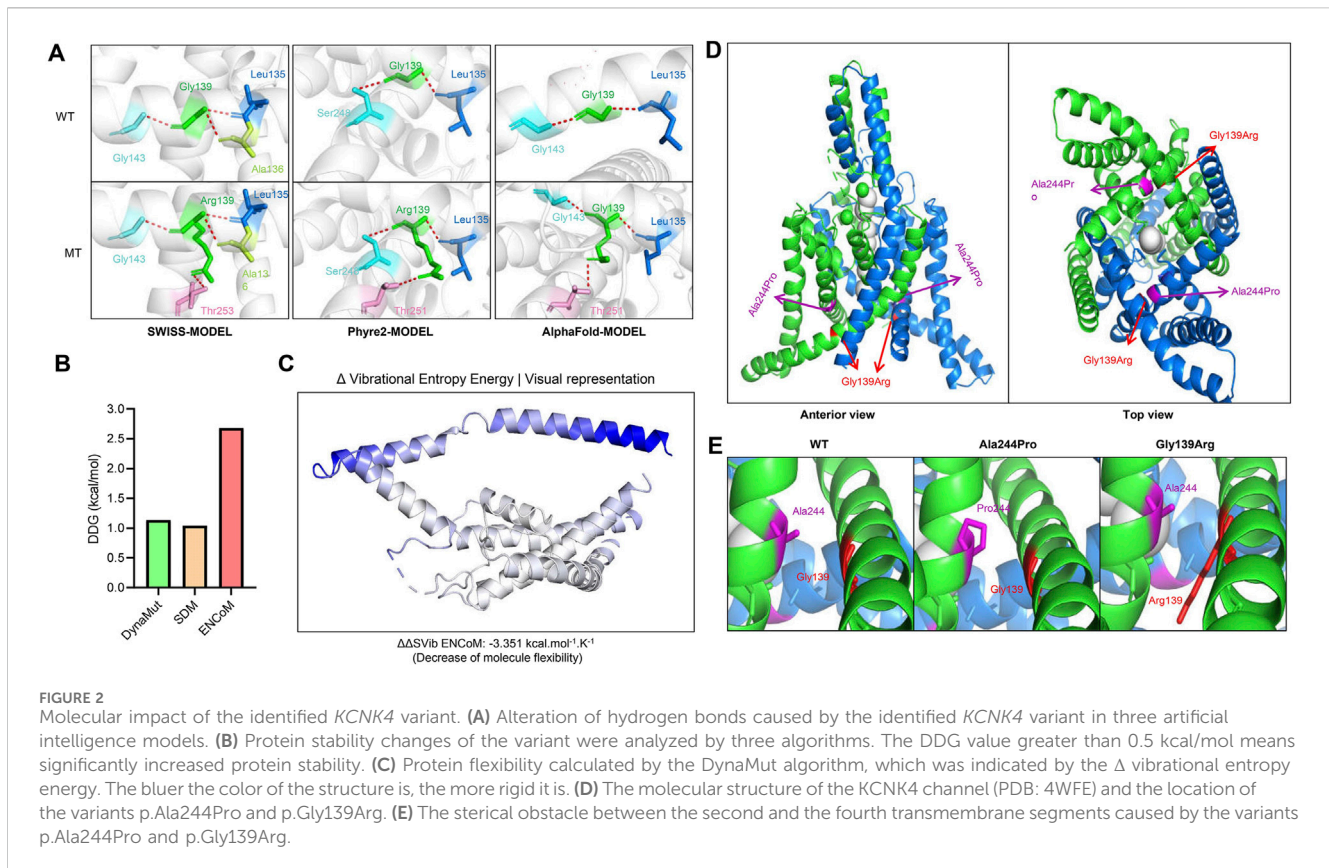 A
WT
Gly139
Leu135
Gly143
Ala136
Gly139
Leu135
Ser248
Gly139
Leu135
Gly143
MT
Arg139
Leu135
Gly143
Ala13
6
Thr253
Arg139
Leu135
Ser248
Thr251
Gly143
Gly139
Leu135
Thr251
SWISS-MODEL
Phyre2-MODEL
AlphaFold-MODEL
B
DDG (kcal/mol)
3.0
2.5
2.0
1.5
1.0
0.5
0.0
DynaMut
SDM
ENCoM
C
Δ Vibrational Entropy Energy | Visual representation
ΔΔSVib ENCoM: -3.351 kcal.mol⁻¹.K⁻¹
(Decrease of molecule flexibility)
D
Ala244Pro
Ala244Pro
Gly139Arg
Anterior view
Gly139Arg
Ala244Pr
o
Ala244Pro
Gly139Arg
Top view
E
WT
Ala244Pro
Gly139Arg
Ala244
Gly139
Pro244
Gly139
Ala244
Arg139
FIGURE 2
Molecular impact of the identified KCNK4 variant. (A) Alteration of hydrogen bonds caused by the identified KCNK4 variant in three artificial
intelligence models. (B) Protein stability changes of the variant were analyzed by three algorithms. The DDG value greater than 0.5 kcal/mol means
significantly increased protein stability. (C) Protein flexibility calculated by the DynaMut algorithm, which was indicated by the Δ vibrational entropy
energy. The bluer the color of the structure is, the more rigid it is. (D) The molecular structure of the KCNK4 channel (PDB: 4WFE) and the location of
the variants p.Ala244Pro and p.Gly139Arg. (E) The sterical obstacle between the second and the fourth transmembrane segments caused by the variants
p.Ala244Pro and p.Gly139Arg.